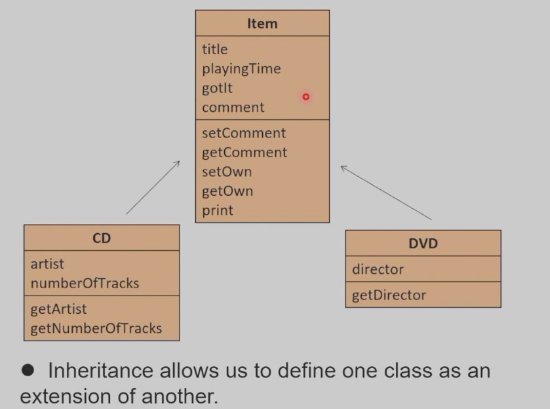 Item
title
playingTime
gotIt
comment
setComment
getComment
setOwn
getOwn
print
CD
artist
numberOfTracks
getArtist
getNumberOfTracks
DVD
director
getDirector
● Inheritance allows us to define one class as an
extension of another.